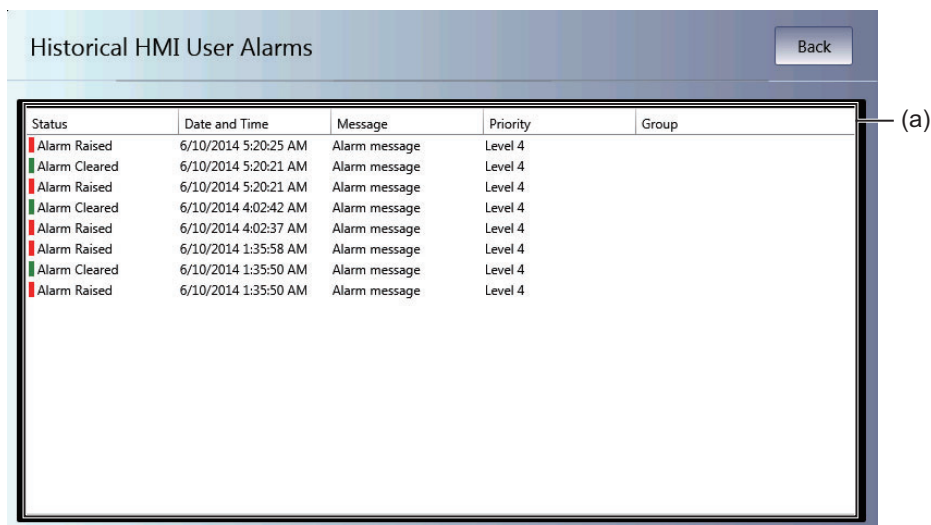 Historical HMI User Alarms
Back
(a)
Status Date and Time Message Priority Group
Alarm Raised 6/10/2014 5:20:25 AM Alarm message Level 4
Alarm Cleared 6/10/2014 5:20:21 AM Alarm message Level 4
Alarm Raised 6/10/2014 5:20:21 AM Alarm message Level 4
Alarm Cleared 6/10/2014 4:02:42 AM Alarm message Level 4
Alarm Raised 6/10/2014 4:02:37 AM Alarm message Level 4
Alarm Raised 6/10/2014 1:35:58 AM Alarm message Level 4
Alarm Cleared 6/10/2014 1:35:50 AM Alarm message Level 4
Alarm Raised 6/10/2014 1:35:50 AM Alarm message Level 4